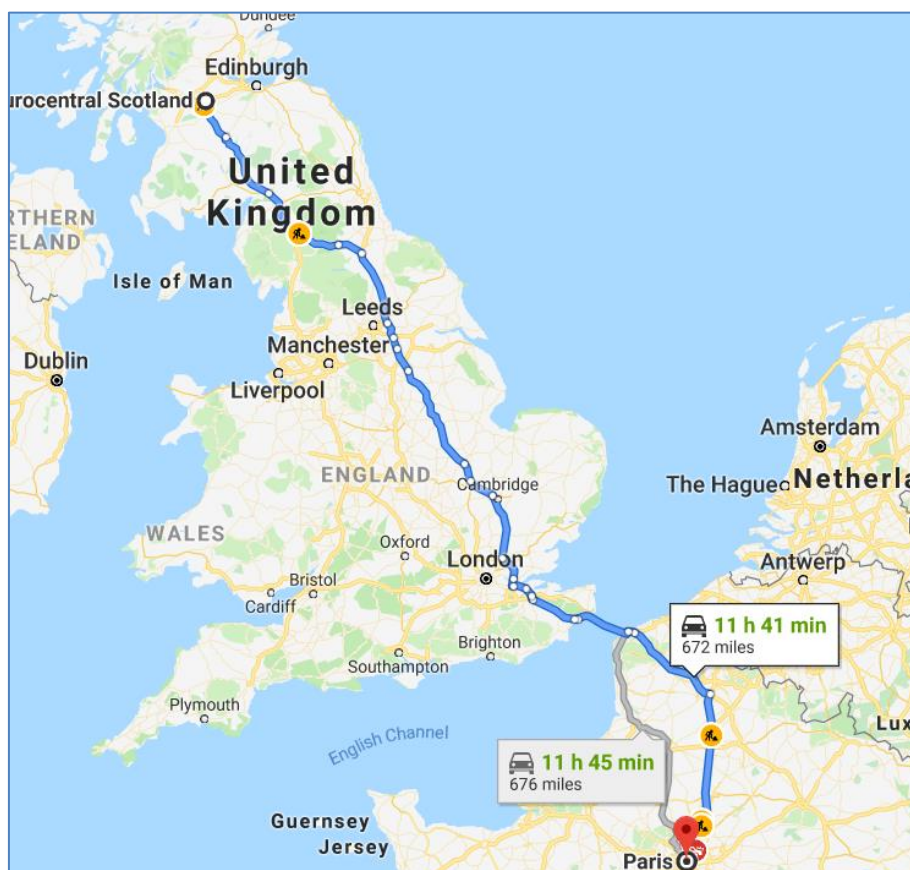 Dundee
Edinburgh
urocentral Scotland
United
Kingdom
RTHERN
ELAND
Isle of Man
Leeds
Manchester
Dublin
Liverpool
Amsterdam
ENGLAND
Cambridge
The Hague
Netherla
WALES
Oxford
London
Antwerp
Bristol
Cardiff
11 h 41 min
672 miles
Brighton
Southampton
Plymouth
Lux
English Channel
11 h 45 min
676 miles
Guernsey
Jersey
Paris